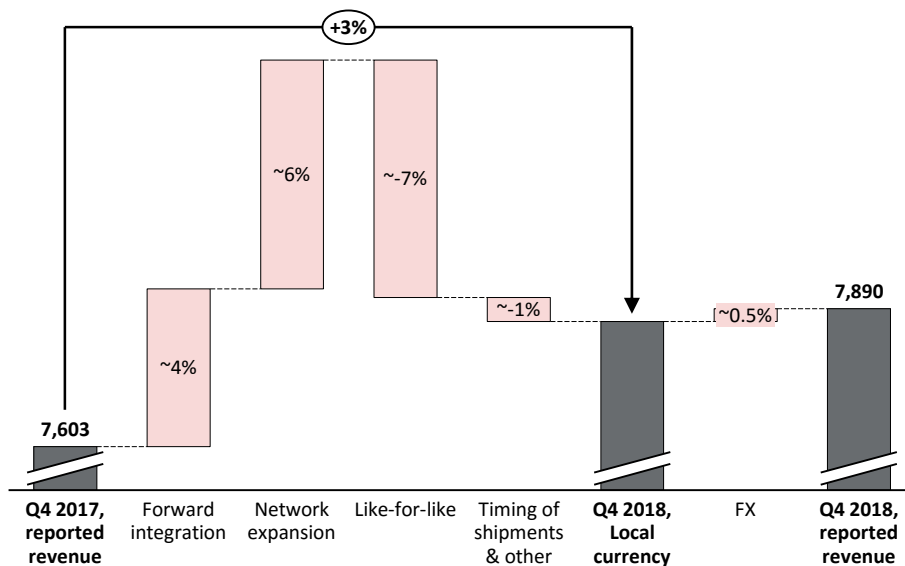 +3%
~6%
~-7%
~4%
~-1%
~0.5%
7,603
7,890
Q4 2017,
reported
revenue
Forward
integration
Network
expansion
Like-for-like
Timing of
shipments
& other
Q4 2018,
Local
currency
FX
Q4 2018,
reported
revenue